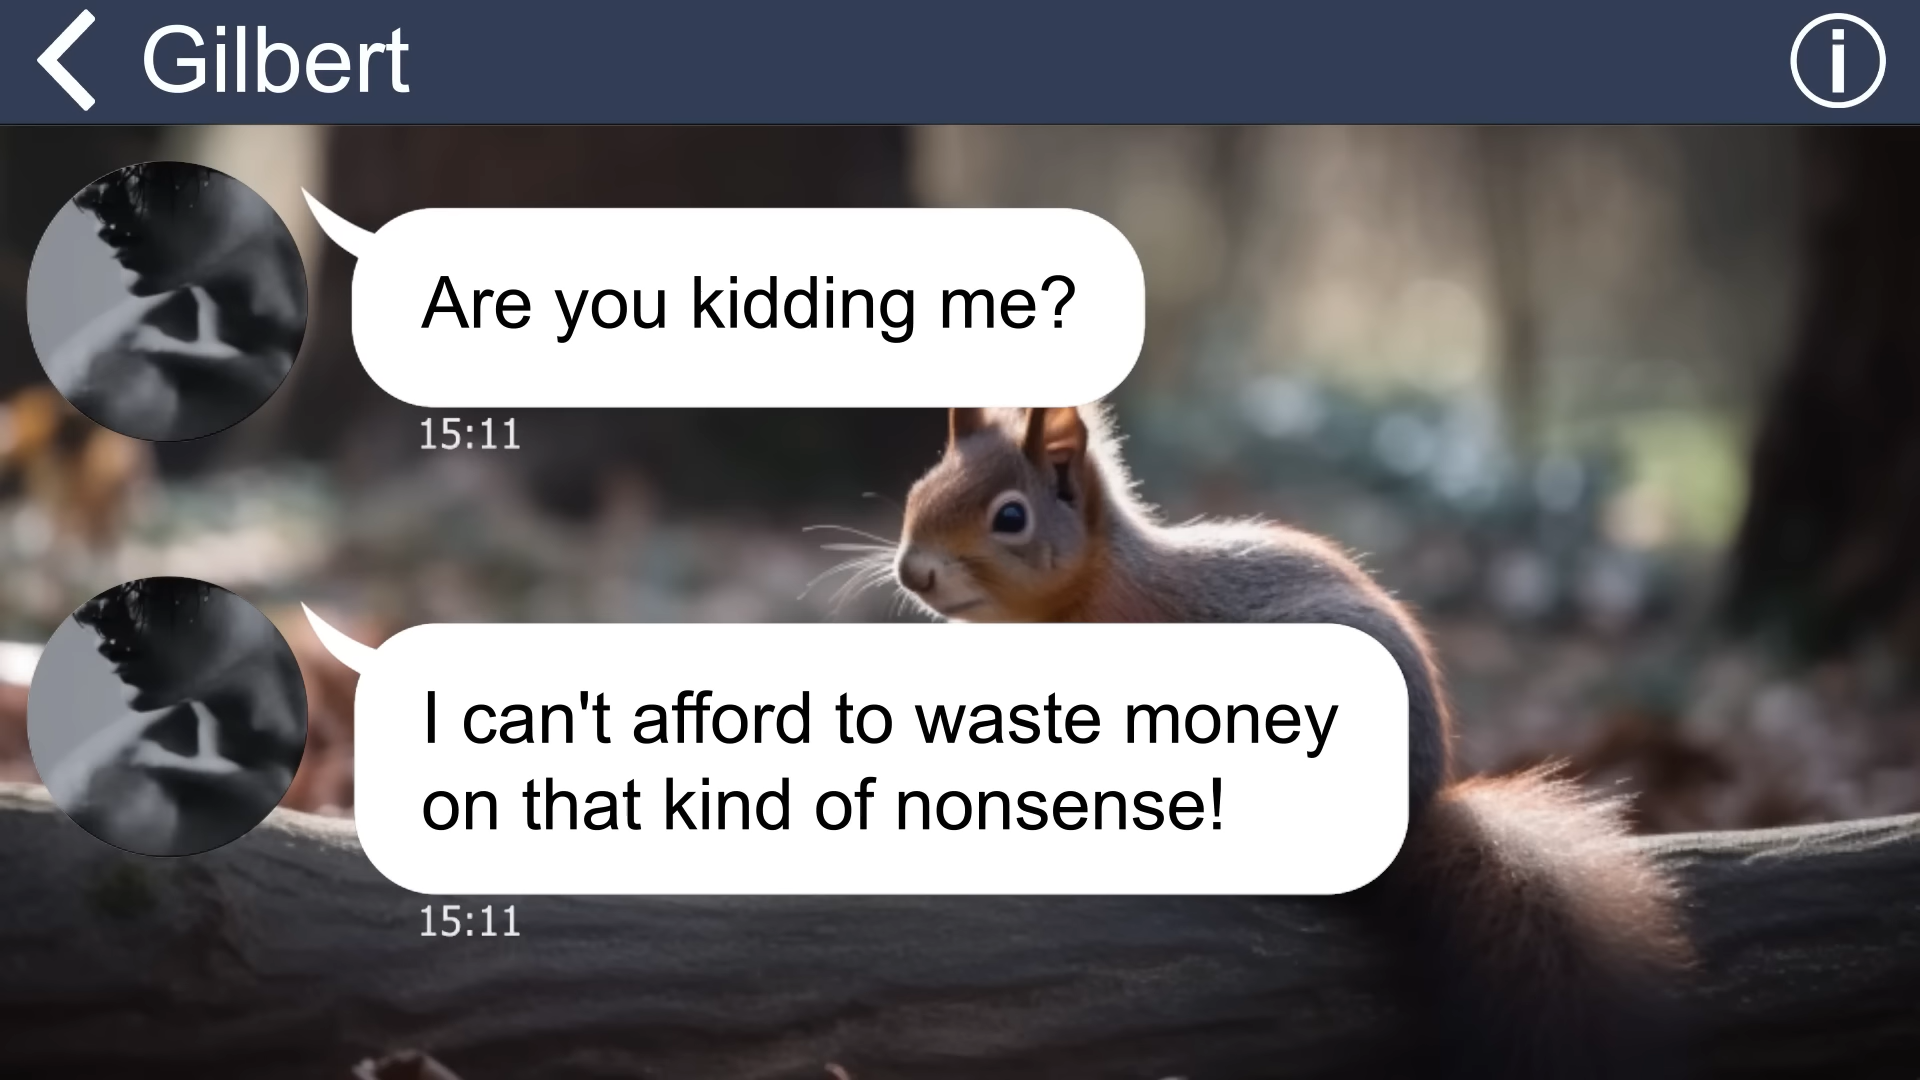 Gilbert
Are you kidding me?
15:11
I can't afford to waste money
on that kind of nonsense!
15:11